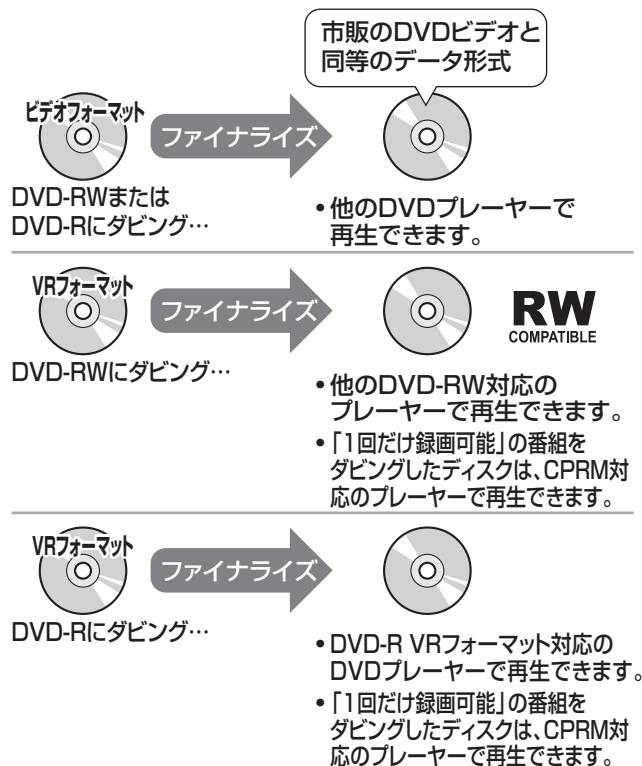 市販のDVDビデオと
同等のデータ形式
ビデオフォーマット
ファイナライズ
DVD-RWまたは
DVD-Rにダビング…
•他のDVDプレーヤーで
再生できます。
VRフォーマット
ファイナライズ
RW
COMPATIBLE
DVD-RWにダビング…
•他のDVD-RW対応の
プレーヤーで再生できます。
•「1回だけ録画可能」の番組を
ダビングしたディスクは、CPRM対
応のプレーヤーで再生できます。
VRフォーマット
ファイナライズ
DVD-Rにダビング…
•DVD-R VRフォーマット対応の
DVDプレーヤーで再生できます。
•「1回だけ録画可能」の番組を
ダビングしたディスクは、CPRM対
応のプレーヤーで再生できます。